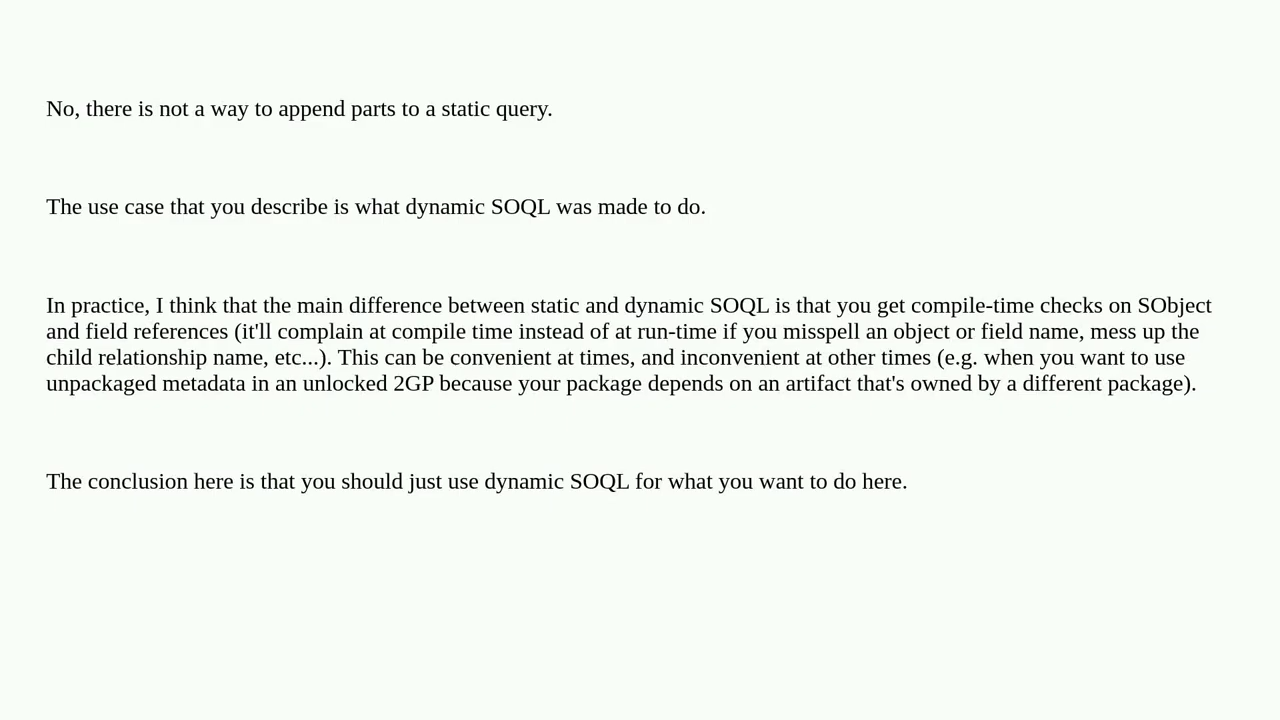 No, there is not a way to append parts to a static query.
The use case that you describe is what dynamic SOQL was made to do.
In practice, I think that the main difference between static and dynamic SOQL is that you get compile-time checks on SObject
and field references (it'll complain at compile time instead of at run-time if you misspell an object or field name, mess up the
child relationship name, etc...). This can be convenient at times, and inconvenient at other times (e.g. when you want to use
unpackaged metadata in an unlocked 2GP because your package depends on an artifact that's owned by a different package).
The conclusion here is that you should just use dynamic SOQL for what you want to do here.